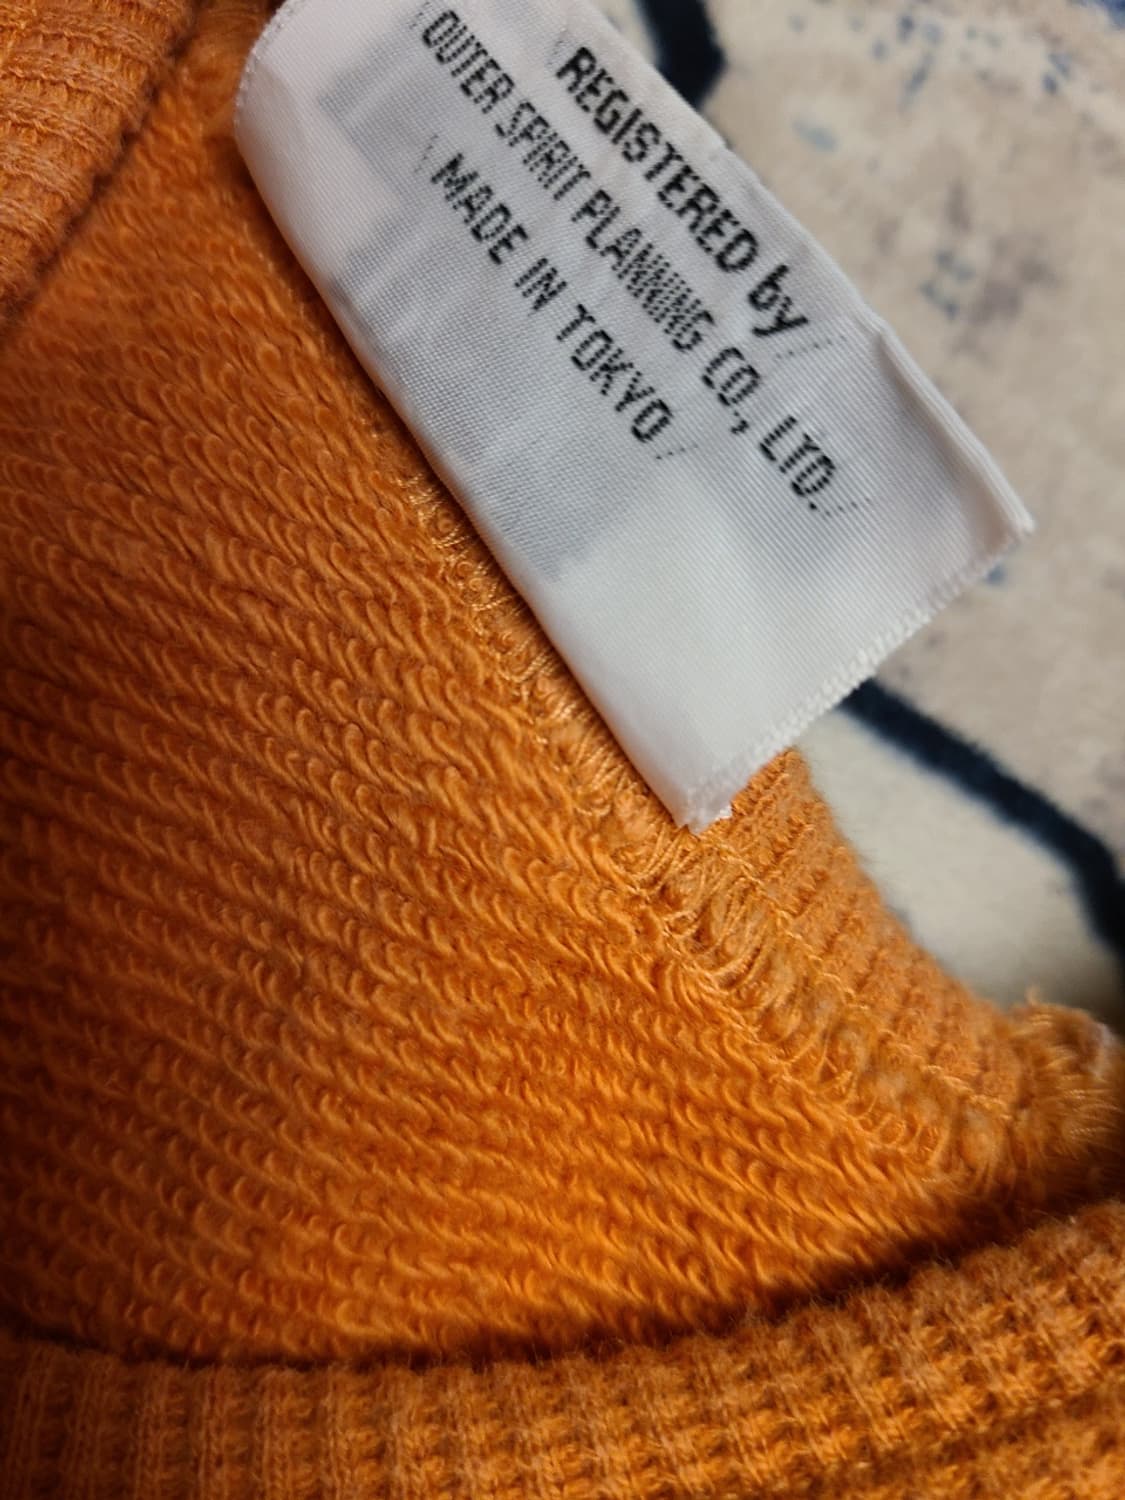 REGISTERED by
OUTER SPIRIT PLANNING CO., LTD.
MADE IN TOKYO